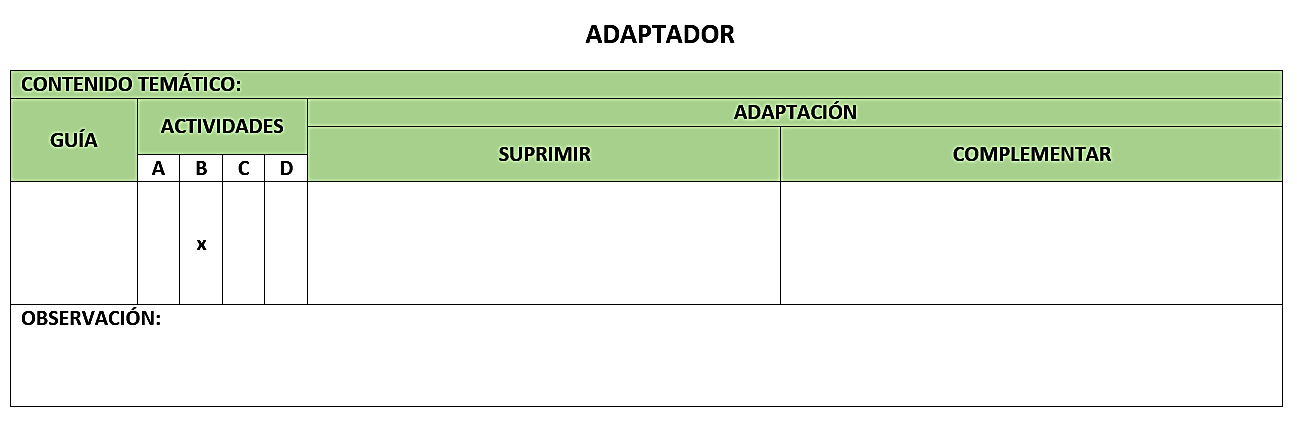 ADAPTADOR
CONTENIDO TEMÁTICO:
GUÍA
ACTIVIDADES
ADAPTACIÓN
SUPRIMIR
COMPLEMENTAR
A B C D
x
OBSERVACIÓN: